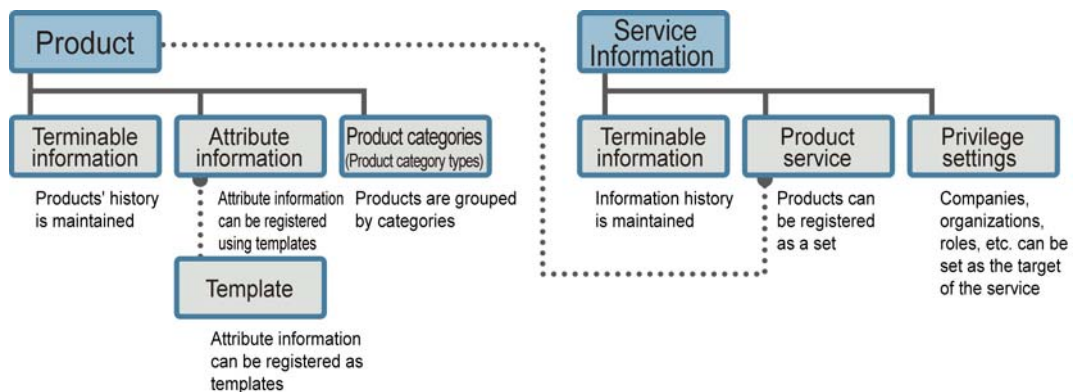 Product
Service
Information
Terminable
information
Attribute
information
Product categories
(Product category types)
Terminable
information
Product
service
Privilege
settings
Products' history
is maintained
Attribute information
can be registered
using templates
Products are grouped
by categories
Information history
is maintained
Products can
be registered
as a set
Companies,
organizations,
roles, etc. can be
set as the target
of the service
Template
Attribute information
can be registered as
templates